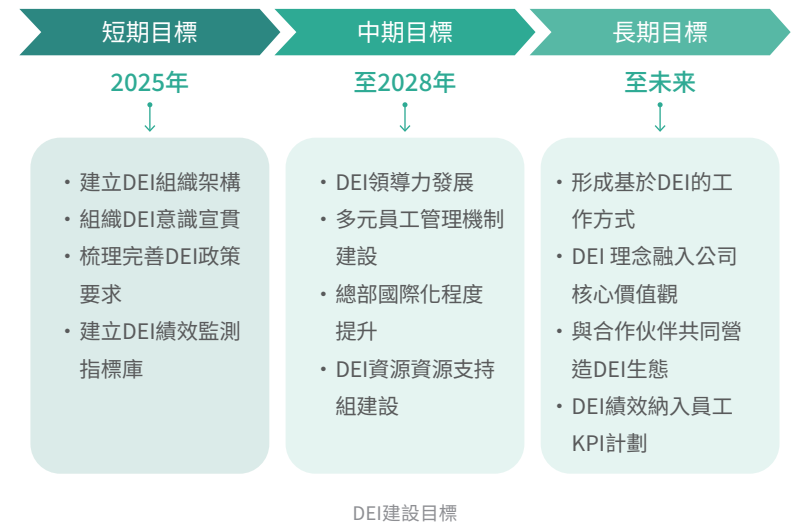 短期目標
中期目標
長期目標
2025年
至2028年
至未来
・建立DEI組織架構
・組織DEI意識宣貫
・梳理完善DEI政策
要求
・建立DEI績效監測
指標庫
・DEI領導力發展
・多元員工管理機制
建設
・總部國際化程度
提升
・DEI資源資源支持
組建設
・形成基於DEI的工
作方式
・DEI 理念融入公司
核心價值觀
・與合作伙伴共同營
造DEI生態
・DEI績效納入員工
KPI計劃
DEI建設目標